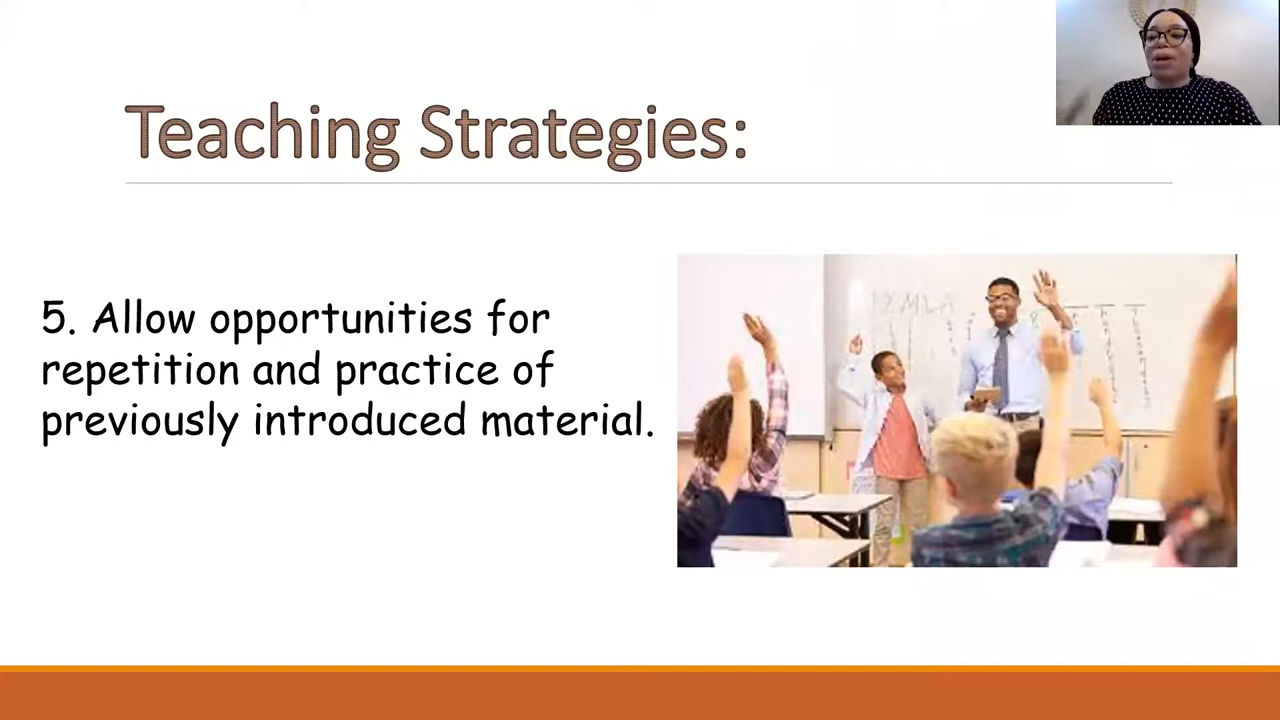 Teaching Strategies:
5. Allow opportunities for
repetition and practice of
previously introduced material.